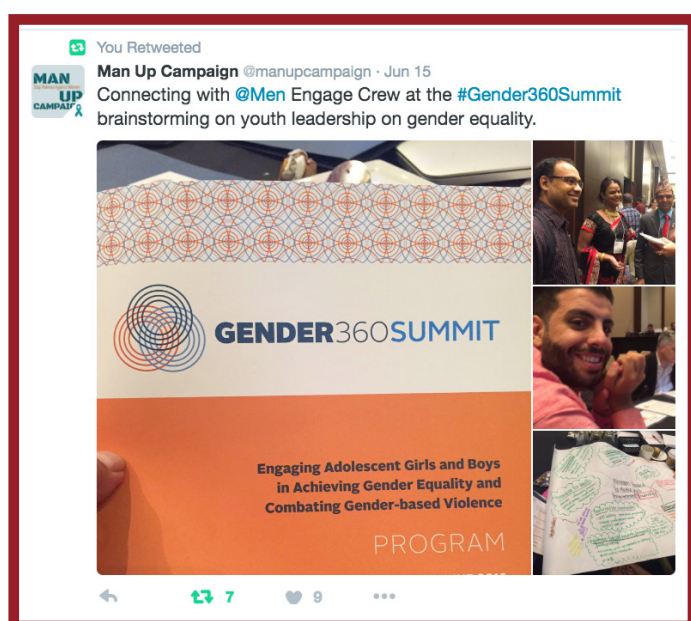 You Retweeted
Man Up Campaign @manupcampaign · Jun 15
Connecting with @Men Engage Crew at the #Gender360Summit
brainstorming on youth leadership on gender equality.
MAN
UP
CAMPAIGN
GENDER360SUMMIT
Engaging Adolescent Girls and Boys
in Achieving Gender Equality and
Combating Gender-based Violence
PROGRAM
7
9